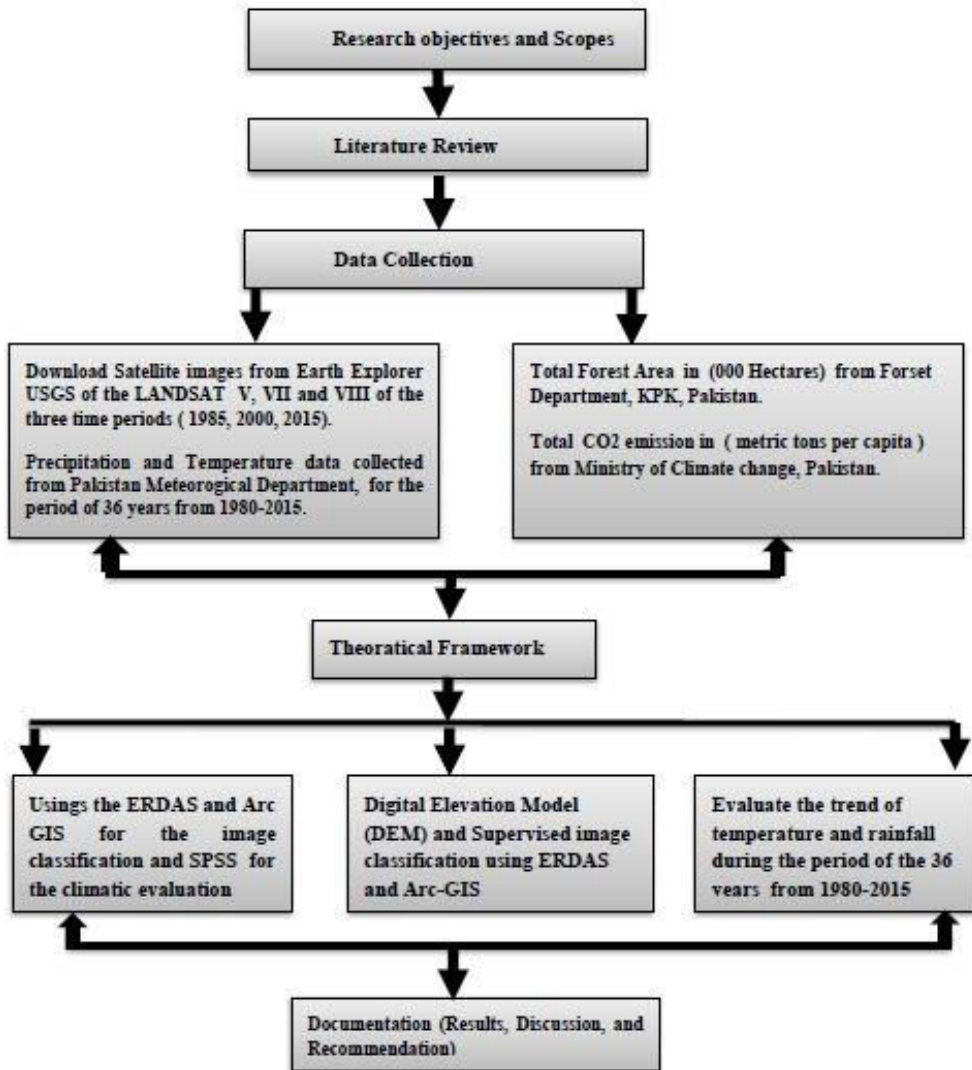 Research objectives and Scopes
Literature Review
Data Collection
Download Satellite images from Earth Explorer
USGS of the LANDSAT V, VII and VIII of the
three time periods ( 1985, 2000, 2015).
Precipitation and Temperature data collected
from Pakistan Meteorogical Department, for the
period of 36 years from 1980-2015.
Total Forest Area in (000 Hectares) from Forset
Department, KPK, Pakistan.
Total CO2 emission in ( metric tons per capita )
from Ministry of Climate change, Pakistan.
Theoratical Framework
Usings the ERDAS and Arc
GIS for the image
classification and SPSS for
the climatic evaluation
Digital Elevation Model
(DEM) and Supervised image
classification using ERDAS
and Arc-GIS
Evaluate the trend of
temperature and rainfall
during the period of the 36
years from 1980-2015
Documentation (Results, Discussion, and
Recommendation)